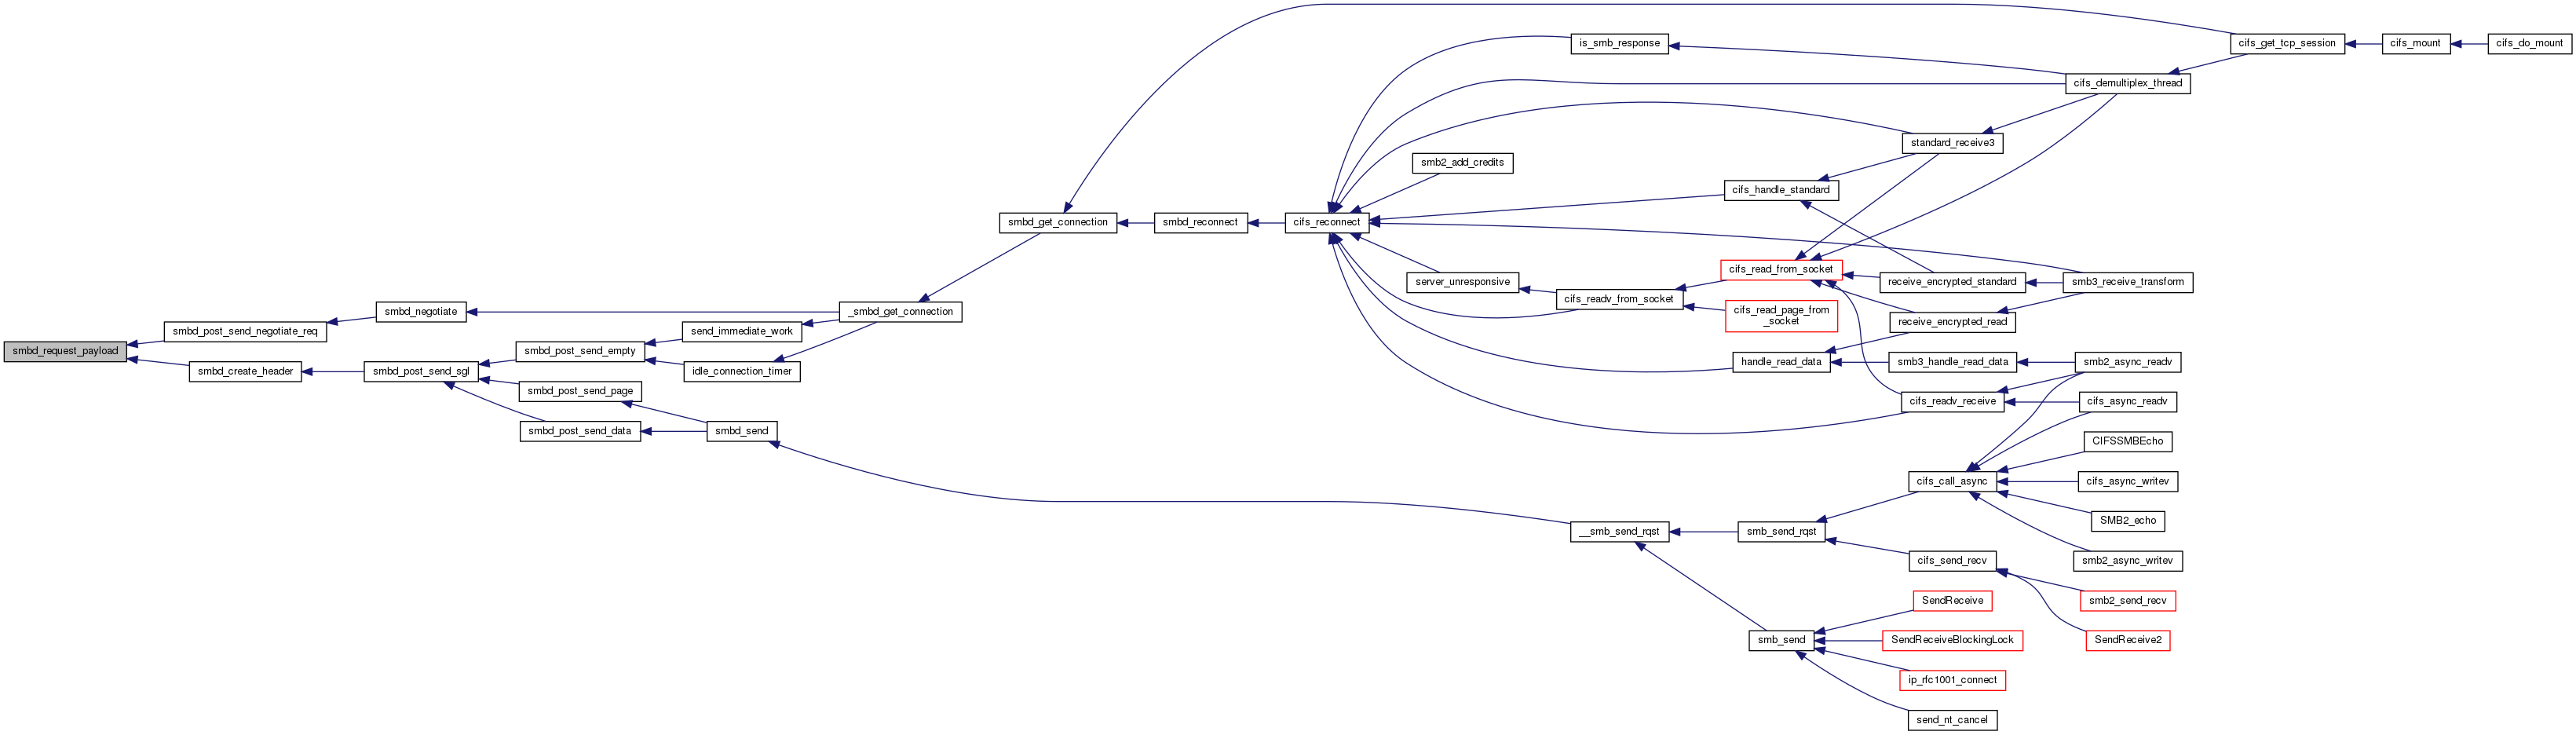 smbd_request_payload
smbd_post_send_negotiate_req
smbd_create_header
smbd_negotiate
smbd_post_send_sgl
smbd_post_send_empty
smbd_post_send_page
smbd_post_send_data
send_immediate_work
idle_connection_timer
smbd_send
_smbd_get_connection
smbd_get_connection
smbd_reconnect
cifs_reconnect
smb2_add_credits
server_unresponsive
is_smb_response
cifs_readv_from_socket
__smb_send_rqst
cifs_handle_standard
cifs_read_from_socket
cifs_read_page_from
_socket
handle_read_data
smb_send_rqst
smb_send
standard_receive3
receive_encrypted_standard
receive_encrypted_read
smb3_handle_read_data
cifs_readv_receive
cifs_call_async
cifs_send_recv
SendReceive
SendReceiveBlockingLock
ip_rfc1001_connect
send_nt_cancel
cifs_demultiplex_thread
smb3_receive_transform
smb2_async_readv
cifs_async_readv
CIFSSMBEcho
cifs_async_writev
SMB2_echo
smb2_async_writev
smb2_send_recv
SendReceive2
cifs_get_tcp_session
cifs_mount
cifs_do_mount